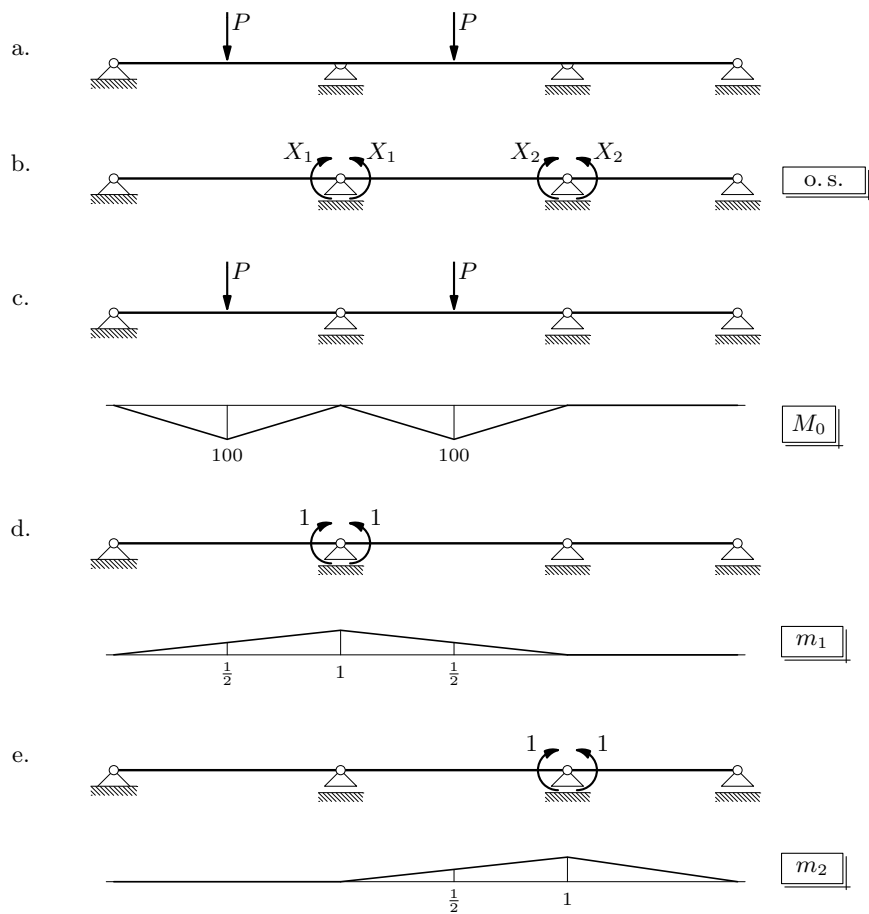 a.
P P
b.
X₁ X₁ X₂ X₂
o. s.
c.
P P
100 100
M₀
d.
1 1
½ 1 ½
m₁
e.
1 1
½ 1
m₂